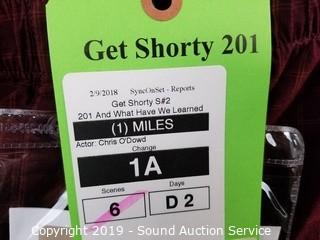 Get Shorty 201
2/9/2018 SyncOnSet - Reports
Get Shorty S#2
201 And What Have We Learned
(1) MILES
Actor: Chris O'Dowd
Change
1A
Scenes Days
6 D 2
Copyright 2019 - Sound Auction Service